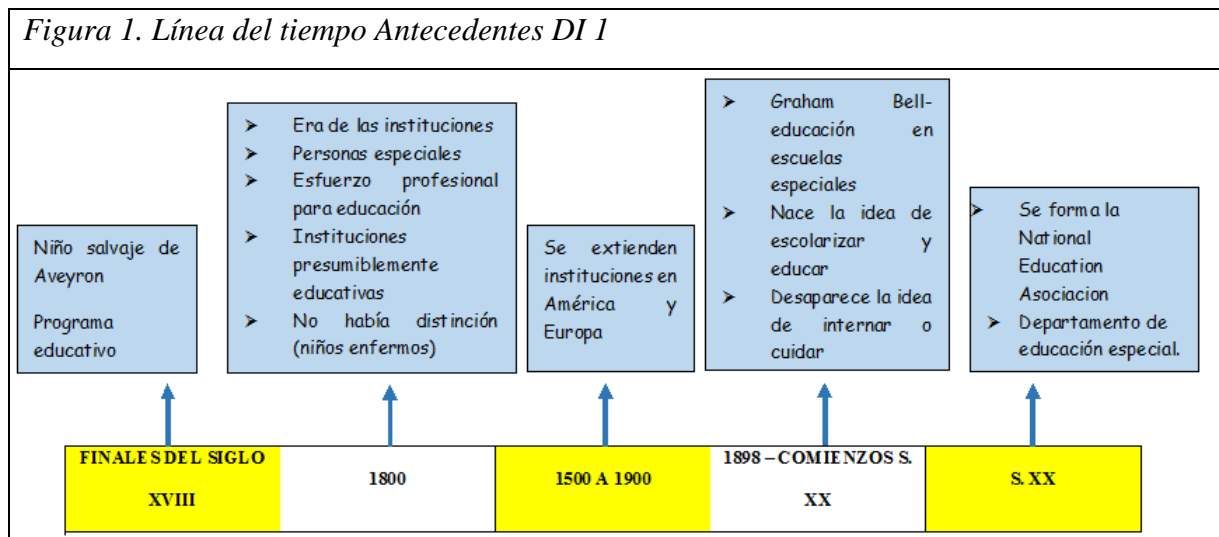 Figura 1. Línea del tiempo Antecedentes DI 1
Niño salvaje de
Aveyron
Programa
educativo
➤ Era de las instituciones
➤ Personas especiales
➤ Esfuerzo profesional
para educación
➤ Instituciones
presumiblemente
educativas
➤ No había distinción
(niños enfermos)
Se extienden
instituciones en
América y
Europa
➤ Graham Bell-
educación en
escuelas
especiales
➤ Nace la idea de
escolarizar y
educar
➤ Desaparece la idea
de internar o
cuidar
➤ Se forma la
National
Education
Asociacion
➤ Departamento de
educación especial.
FINALES DEL SIGLO
XVIII
1800
1500 A 1900
1898 – COMIENZOS S.
XX
S. XX